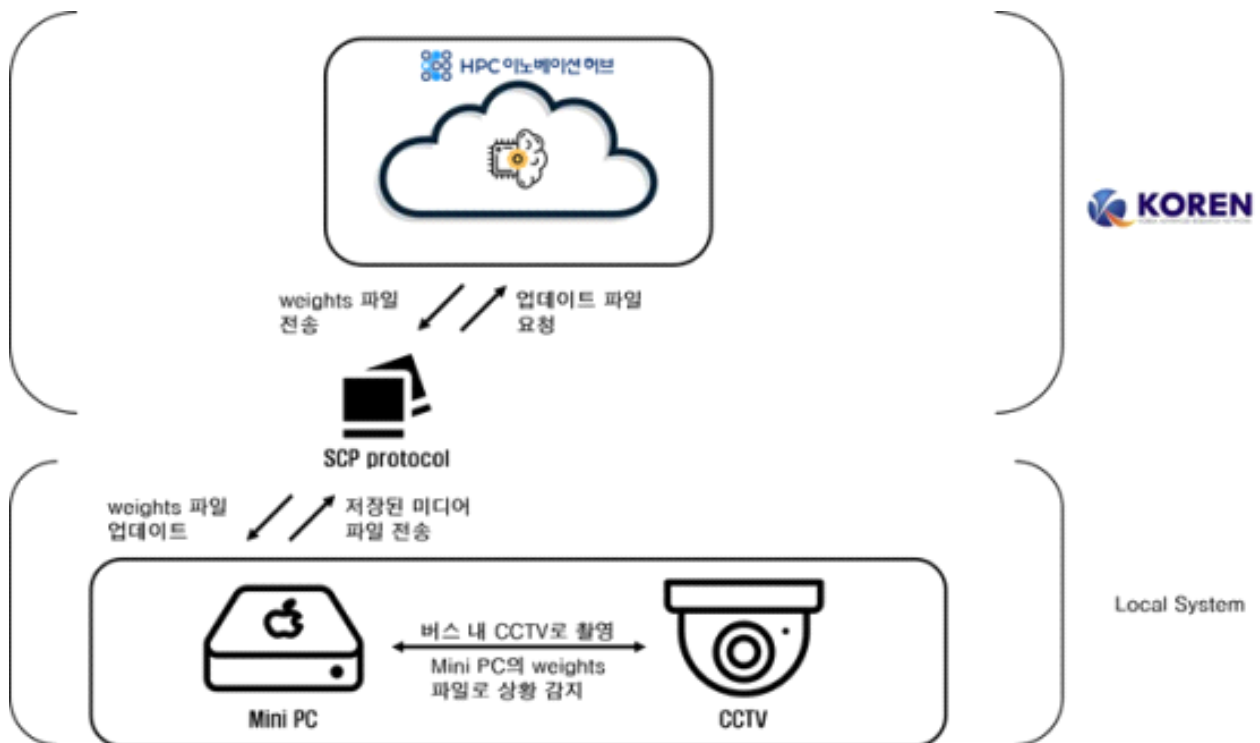 HPC 이노베이션 허브
KOREN
weights 파일
전송
업데이트 파일
요청
SCP protocol
weights 파일
업데이트
저장된 미디어
파일 전송
Local System
버스 내 CCTV로 촬영
Mini PC의 weights
파일로 상황 감지
Mini PC
CCTV